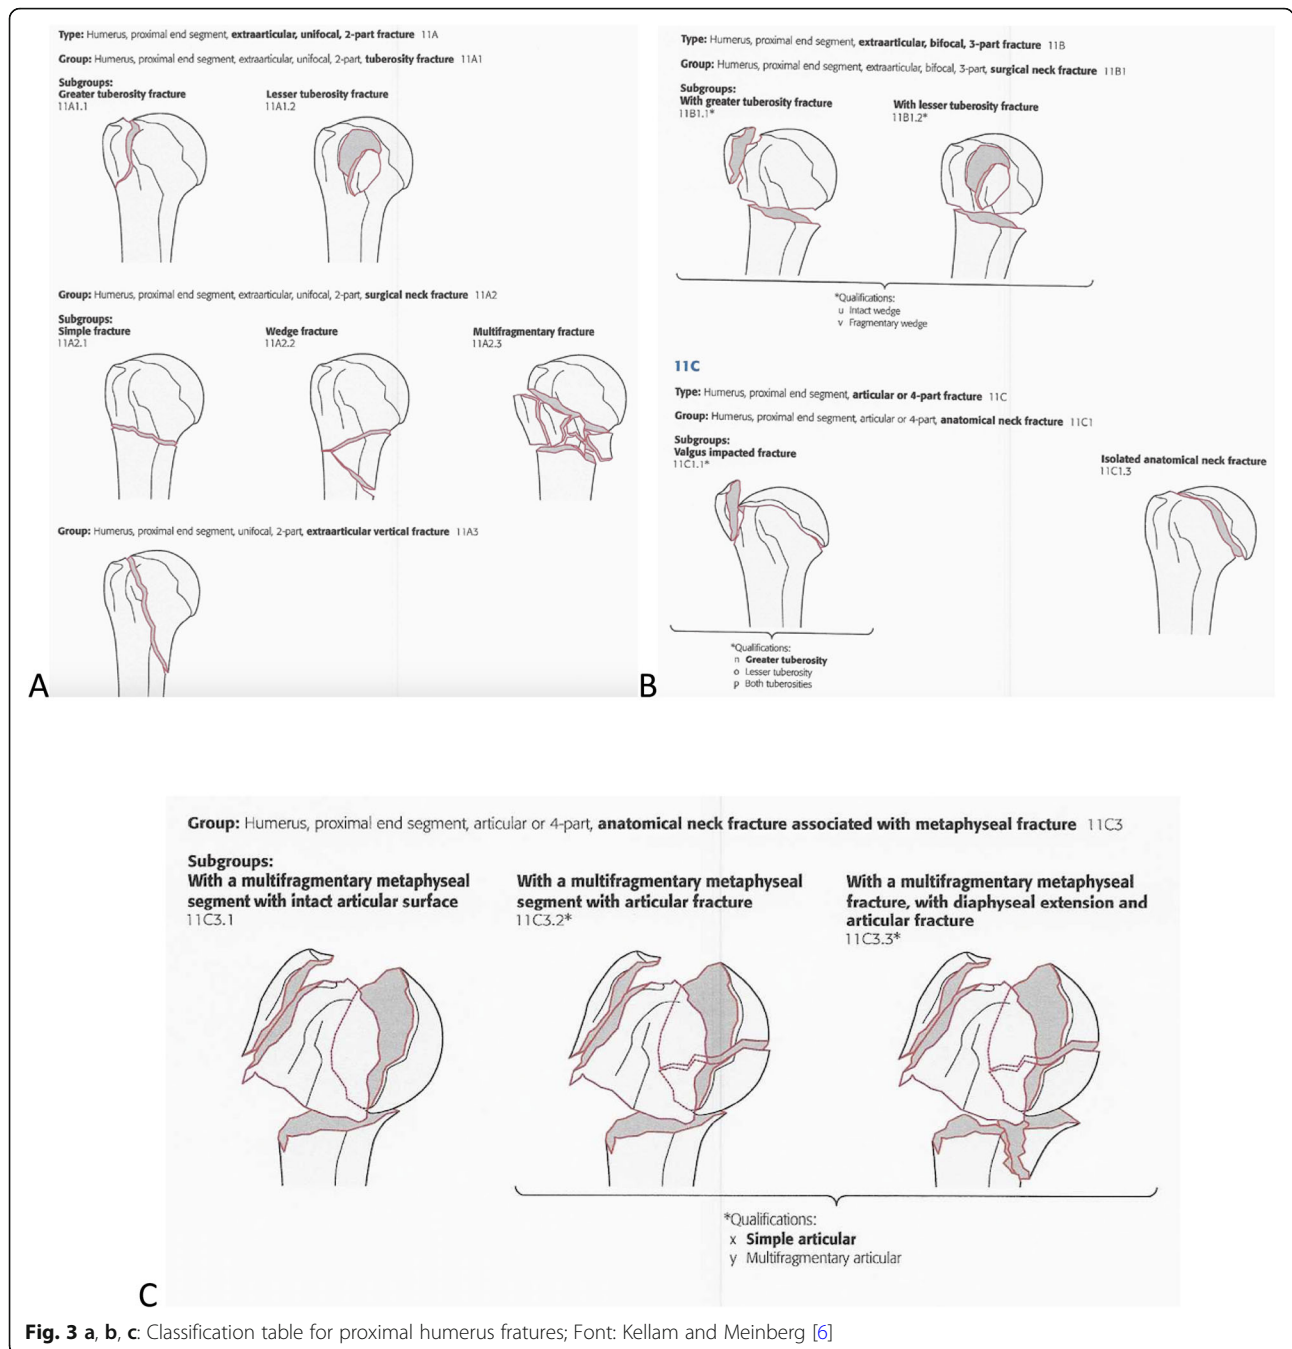 Type: Humerus, proximal end segment, extraarticular, unifocal, 2-part fracture 11A
Group: Humerus, proximal end segment, extraarticular, unifocal, 2-part, tuberosity fracture 11A1
Subgroups:
Greater tuberosity fracture
11A1.1
Lesser tuberosity fracture
11A1.2
Group: Humerus, proximal end segment, extraarticular, unifocal, 2-part, surgical neck fracture 11A2
Subgroups:
Simple fracture
11A2.1
Wedge fracture
11A2.2
Multifragmentary fracture
11A2.3
Group: Humerus, proximal end segment, unifocal, 2-part, extraarticular vertical fracture 11A3
A
Type: Humerus, proximal end segment, extraarticular, bifocal, 3-part fracture 11B
Group: Humerus, proximal end segment, extraarticular, bifocal, 3-part, surgical neck fracture 11B1
Subgroups:
With greater tuberosity fracture
11B1.1*
With lesser tuberosity fracture
11B1.2*
*Qualifications:
u Intact wedge
v Fragmentary wedge
11C
Type: Humerus, proximal end segment, articular or 4-part fracture 11C
Group: Humerus, proximal end segment, articular or 4-part, anatomical neck fracture 11C1
Subgroups:
Valgus impacted fracture
11C1.1*
Isolated anatomical neck fracture
11C1.3
*Qualifications:
n Greater tuberosity
o Lesser tuberosity
p Both tuberosities
B
Group: Humerus, proximal end segment, articular or 4-part, anatomical neck fracture associated with metaphyseal fracture 11C3
Subgroups:
With a multifragmentary metaphyseal
segment with intact articular surface
11C3.1
With a multifragmentary metaphyseal
segment with articular fracture
11C3.2*
With a multifragmentary metaphyseal
fracture, with diaphyseal extension and
articular fracture
11C3.3*
*Qualifications:
x Simple articular
y Multifragmentary articular
C
Fig. 3 a, b, c: Classification table for proximal humerus fratures; Font: Kellam and Meinberg [6]